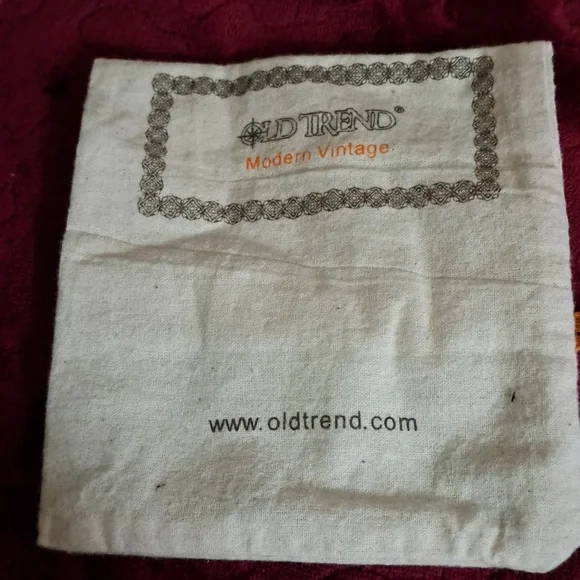 OLD TREND®
Modern Vintage
www.oldtrend.com